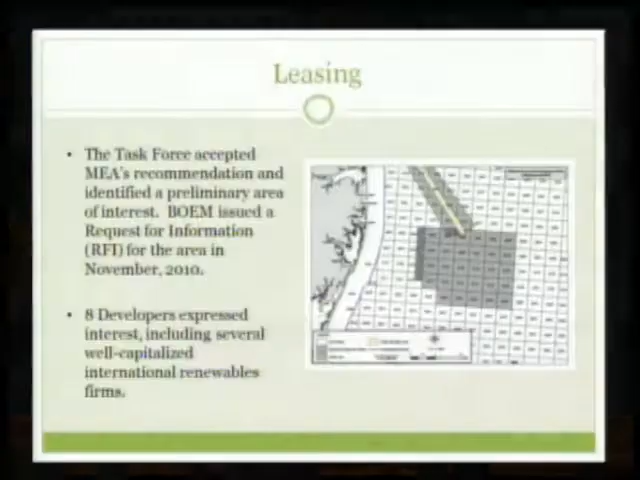 Leasing
• The Task Force accepted
MEA's recommendation and
identified a preliminary area
of interest. BOEM issued a
Request for Information
(RFI) for the area in
November, 2010.
• 8 Developers expressed
interest, including several
well-capitalized
international renewables
firms.